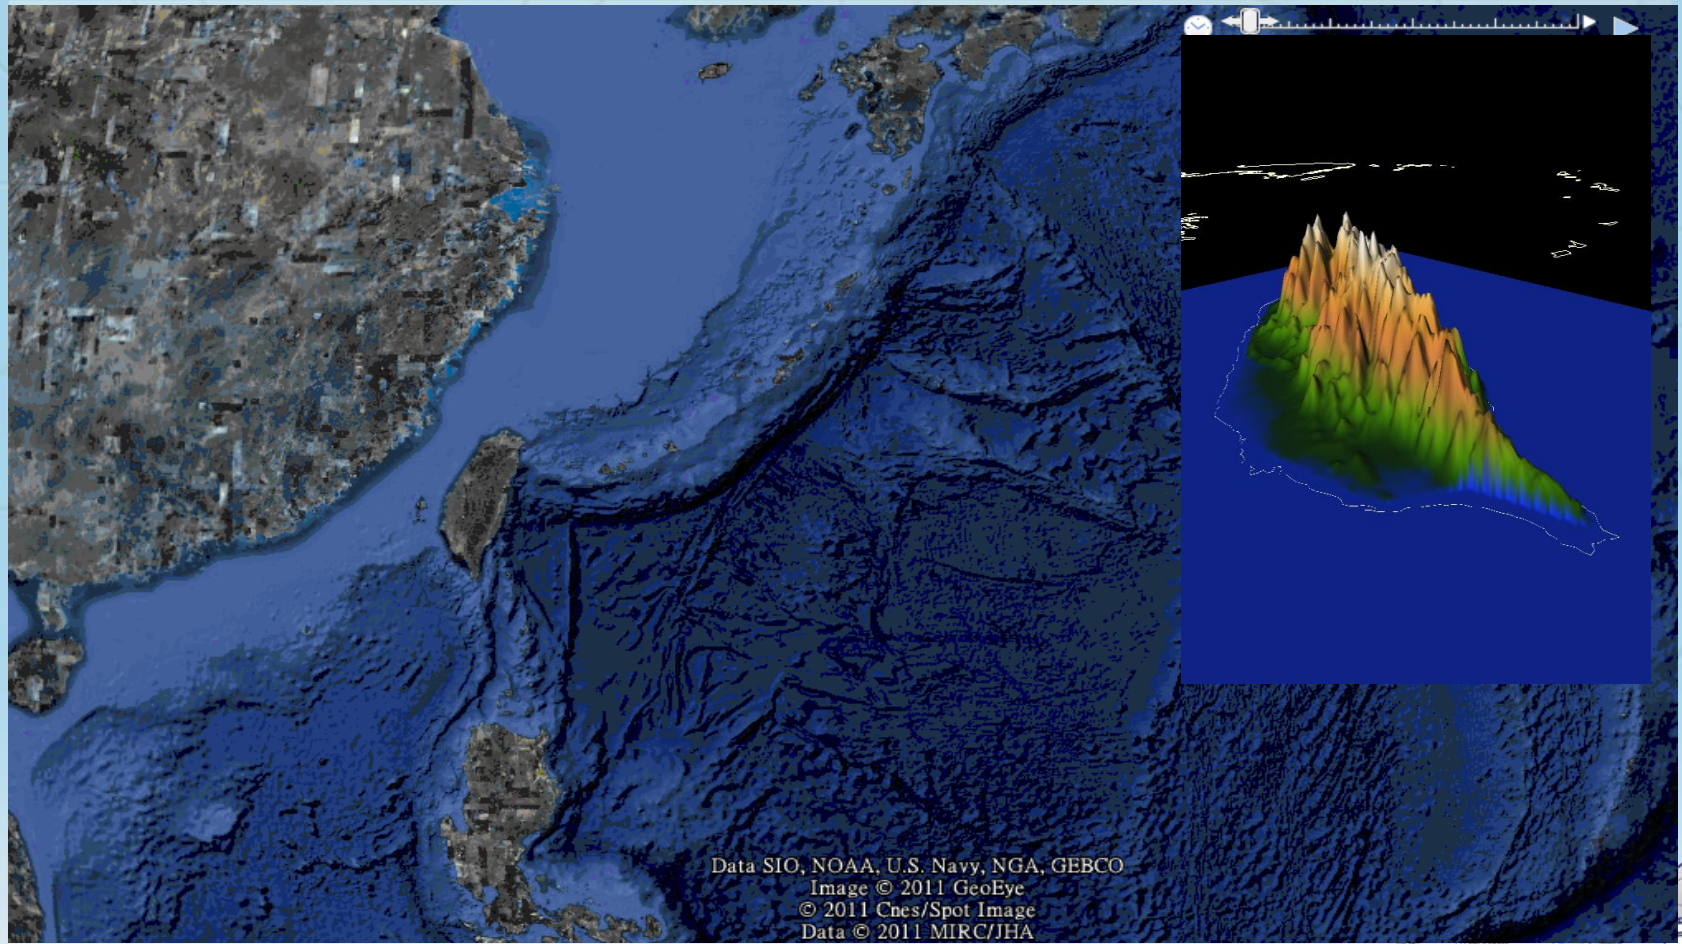 Data SIO, NOAA, U.S. Navy, NGA, GEBCO
Image © 2011 GeoEye
© 2011 Cnes/Spot Image
Data © 2011 MIRC/JHA